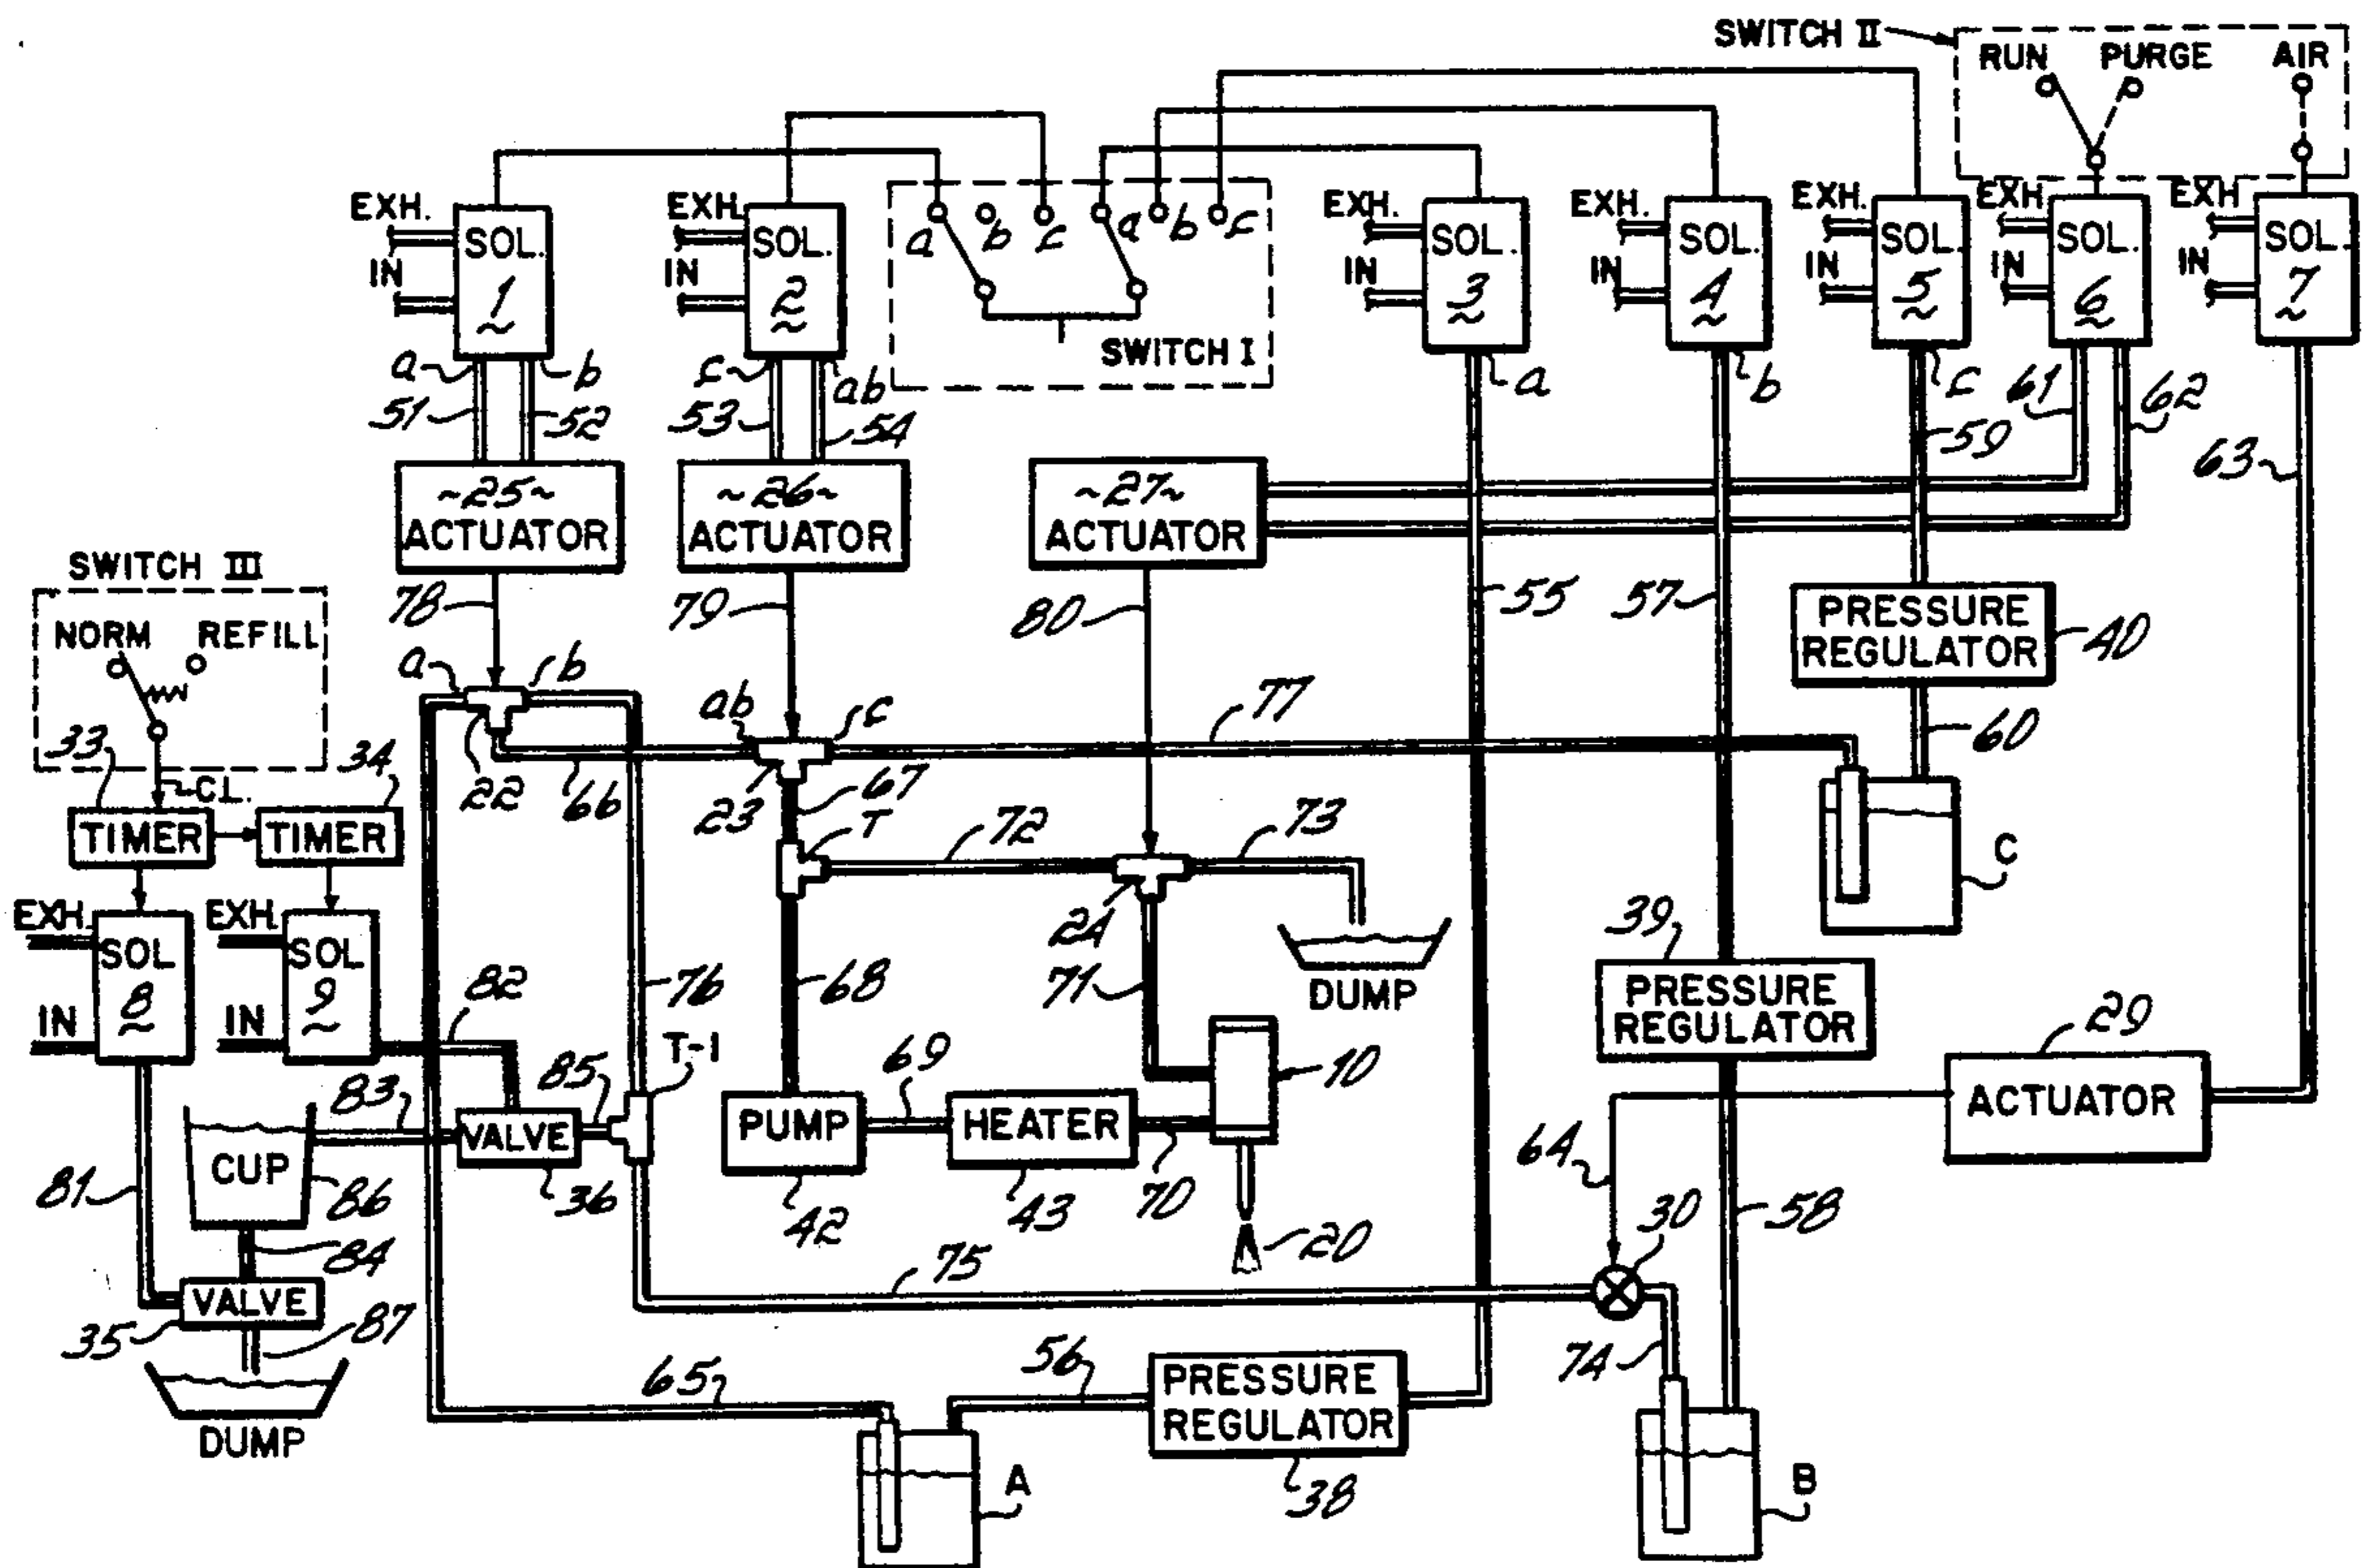 SWITCH II
RUN PURGE AIR
EXH. IN SOL. 1
EXH. IN SOL. 2
a b c a b c
SWITCH I
EXH. IN SOL. 3
EXH. IN SOL. 4
EXH. IN SOL. 5
EXH IN SOL. 6
EXH IN SOL. 7
a b
51 52
c ab
53 54
a
b
c
59
61 62
63
~25~
ACTUATOR
~26~
ACTUATOR
~27~
ACTUATOR
SWITCH III
NORM REFILL
78
79
80
55
57
PRESSURE
REGULATOR
40
60
a b
22
66
ab c
23
77
67
T
72
73
24
71
DUMP
C
33
CL.
34
TIMER
TIMER
EXH. IN SOL 8
EXH. IN SOL 9
82
76
T-1
68
69
10
39
PRESSURE
REGULATOR
29
ACTUATOR
83
85
VALVE
36
PUMP
42
HEATER
43
70
20
64
30
58
81
CUP
86
84
VALVE
35
87
DUMP
75
74
65
56
PRESSURE
REGULATOR
38
A
B